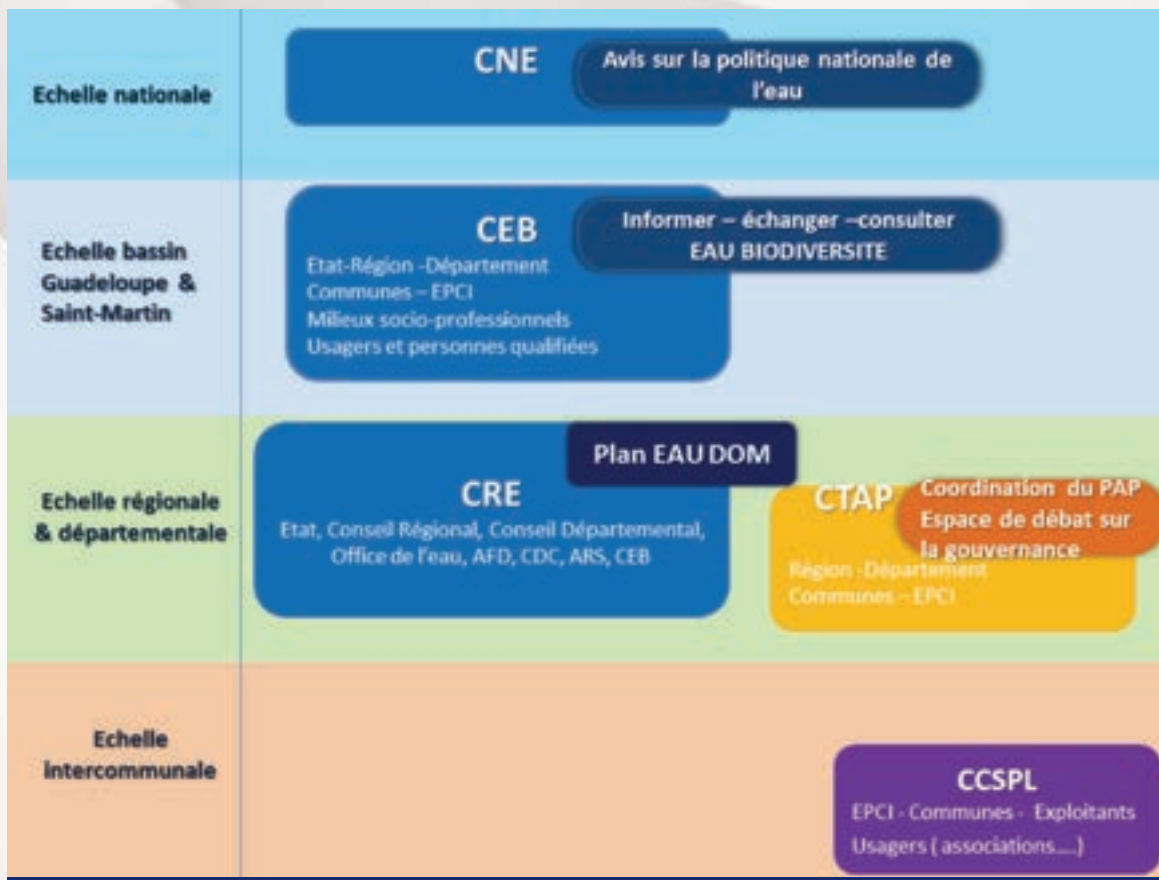 Echelle nationale
CNE
Avis sur la politique nationale de
l'eau
Echelle bassin
Guadeloupe &
Saint-Martin
CEB
Etat-Région -Département
Communes – EPCI
Milieux socio-professionnels
Usagers et personnes qualifiées
Informer – échanger –consulter
EAU BIODIVERSITE
Echelle régionale
& départementale
Plan EAU DOM
CRE
Etat, Conseil Régional, Conseil Départemental,
Office de l'eau, AFD, CDC, ARS, CEB
CTAP
Coordination du PAP
Espace de débat sur
la gouvernance
Région -Département
Communes – EPCI
Echelle
intercommunale
CCSPL
EPCI - Communes - Exploitants
Usagers ( associations.....)